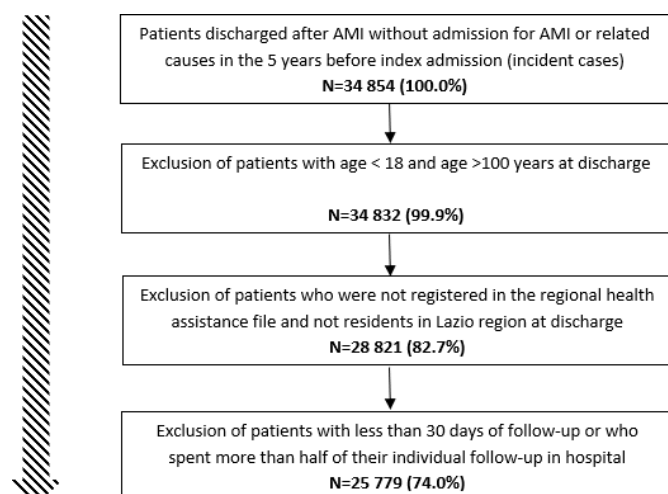 Patients discharged after AMI without admission for AMI or related
causes in the 5 years before index admission (incident cases)
N=34 854 (100.0%)
Exclusion of patients with age < 18 and age >100 years at discharge
N=34 832 (99.9%)
Exclusion of patients who were not registered in the regional health
assistance file and not residents in Lazio region at discharge
N=28 821 (82.7%)
Exclusion of patients with less than 30 days of follow-up or who
spent more than half of their individual follow-up in hospital
N=25 779 (74.0%)